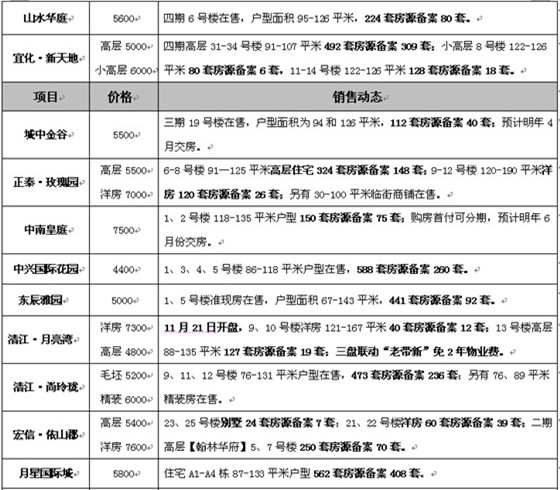 山水华庭 5600 四期 6 号楼在售，户型面积 95-126 平米，224 套房源备案 80 套。
宜化·新天地 高层 5000 四期高层 31-34 号楼 91-107 平米 492 套房源备案 309 套；小高层 8 号楼 122-126
小高层 6000 平米 80 套房源备案 6 套，11-14 号楼 122-126 平米 128 套房源备案 18 套。
项目 价格 销售动态
城中金谷 5500 三期 19 号楼在售，户型面积为 94 和 126 平米，112 套房源备案 40 套；预计明年 4
月交房。
正泰·玫瑰园 高层 5500 6-8 号楼 91—125 平米高层住宅 324 套房源备案 148 套；9-12 号楼 120-190 平米洋
洋房 7000 房 120 套房源备案 26 套；另有 30-100 平米临街商铺在售。
中南皇庭 7500 1、2 号楼 118-135 平米户型 150 套房源备案 75 套；购房首付可分期，预计明年 6
月份交房。
中兴国际花园 4400 1、3、4、5 号楼 86-118 平米户型在售，588 套房源备案 260 套。
东辰雅园 5000 1、5 号楼准现房在售，户型面积 67-143 平米，441 套房源备案 92 套。
清江·月亮湾 洋房 7300 11 月 21 日开盘，9、10 号楼洋房 121-167 平米 40 套房源备案 12 套；13 号楼高层
高层 4800 88-135 平米 127 套房源备案 19 套；三盘联动“老带新”免 2 年物业费。
清江·尚玲珑 毛坯 5200 9、11、12 号楼 76-131 平米户型在售，473 套房源备案 236 套；另有 76、89 平米
精装 6000 精装房在售。
宏信·依山郡 高层 5400 23、25 号楼别墅 24 套房源备案 7 套；21、22 号楼洋房 60 套房源备案 39 套；二期
洋房 7600 高层【翰林华府】5、7 号楼 250 套房源备案 70 套。
月星国际城 5800 住宅 A1-A4 栋 87-133 平米户型 562 套房源备案 408 套。